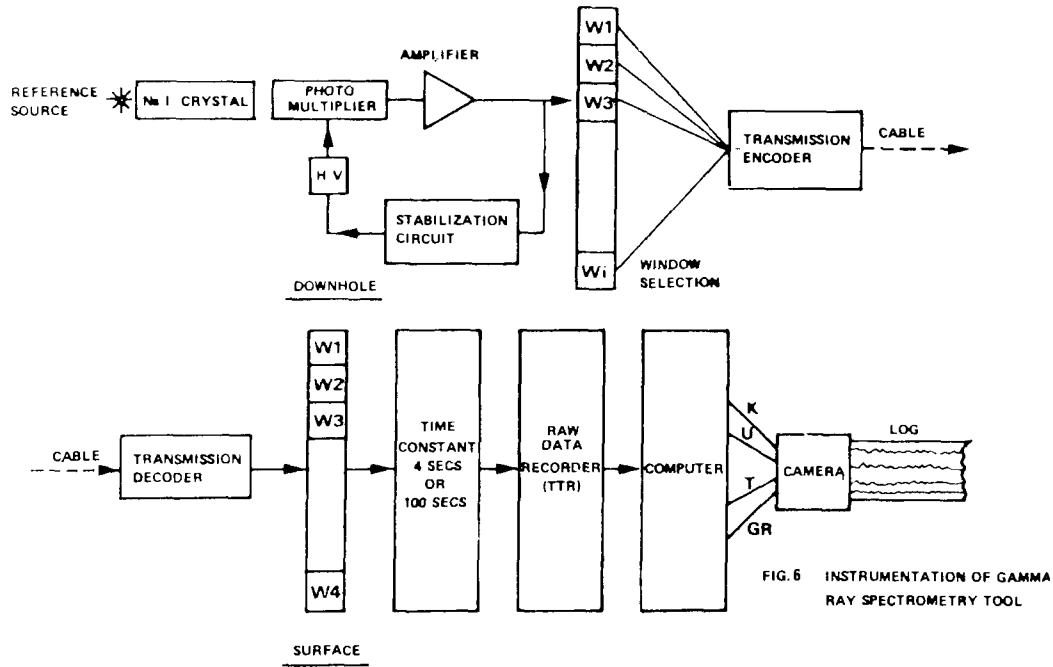 REFERENCE
SOURCE
NaI CRYSTAL
PHOTO
MULTIPLIER
AMPLIFIER
HV
STABILIZATION
CIRCUIT
DOWNHOLE
W1
W2
W3
Wi
WINDOW
SELECTION
TRANSMISSION
ENCODER
CABLE
CABLE
TRANSMISSION
DECODER
W1
W2
W3
W4
SURFACE
TIME
CONSTANT
4 SECS
OR
100 SECS
RAW
DATA
RECORDER
(TTR)
COMPUTER
K
U
T
GR
CAMERA
LOG
FIG.6 INSTRUMENTATION OF GAMMA
RAY SPECTROMETRY TOOL